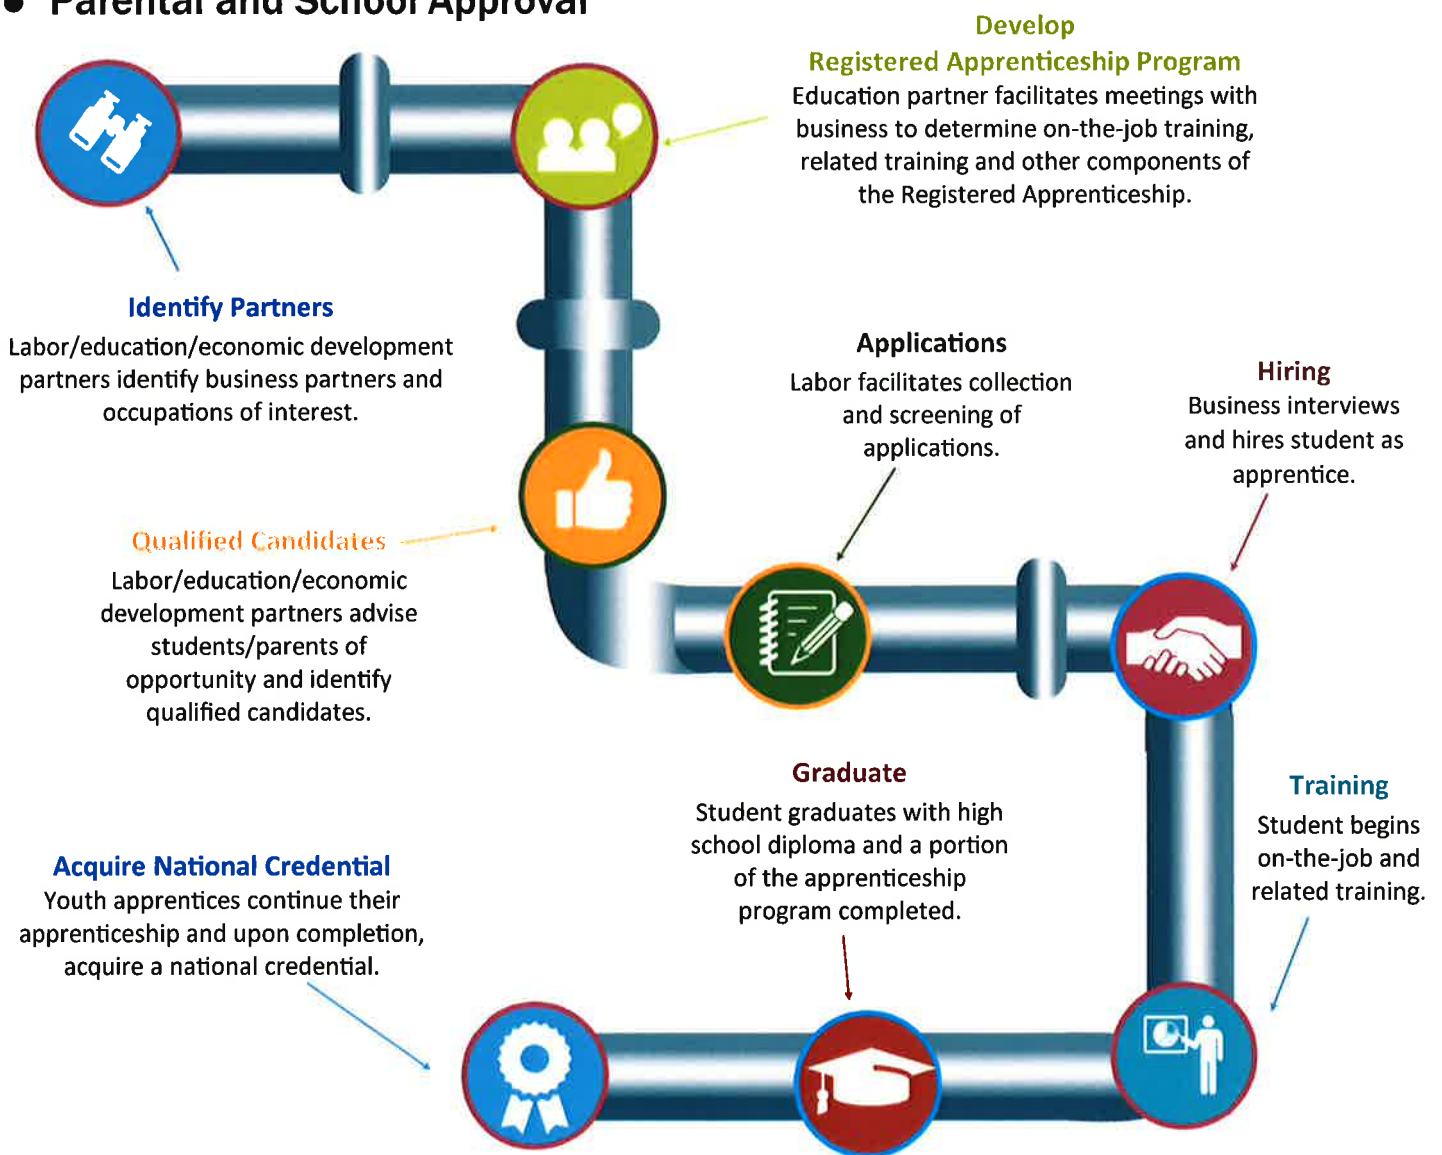 ● Parental and School Approval
Develop
Registered Apprenticeship Program
Education partner facilitates meetings with
business to determine on-the-job training,
related training and other components of
the Registered Apprenticeship.
Identify Partners
Labor/education/economic development
partners identify business partners and
occupations of interest.
Qualified Candidates
Labor/education/economic
development partners advise
students/parents of
opportunity and identify
qualified candidates.
Applications
Labor facilitates collection
and screening of
applications.
Hiring
Business interviews
and hires student as
apprentice.
Training
Student begins
on-the-job and
related training.
Graduate
Student graduates with high
school diploma and a portion
of the apprenticeship
program completed.
Acquire National Credential
Youth apprentices continue their
apprenticeship and upon completion,
acquire a national credential.